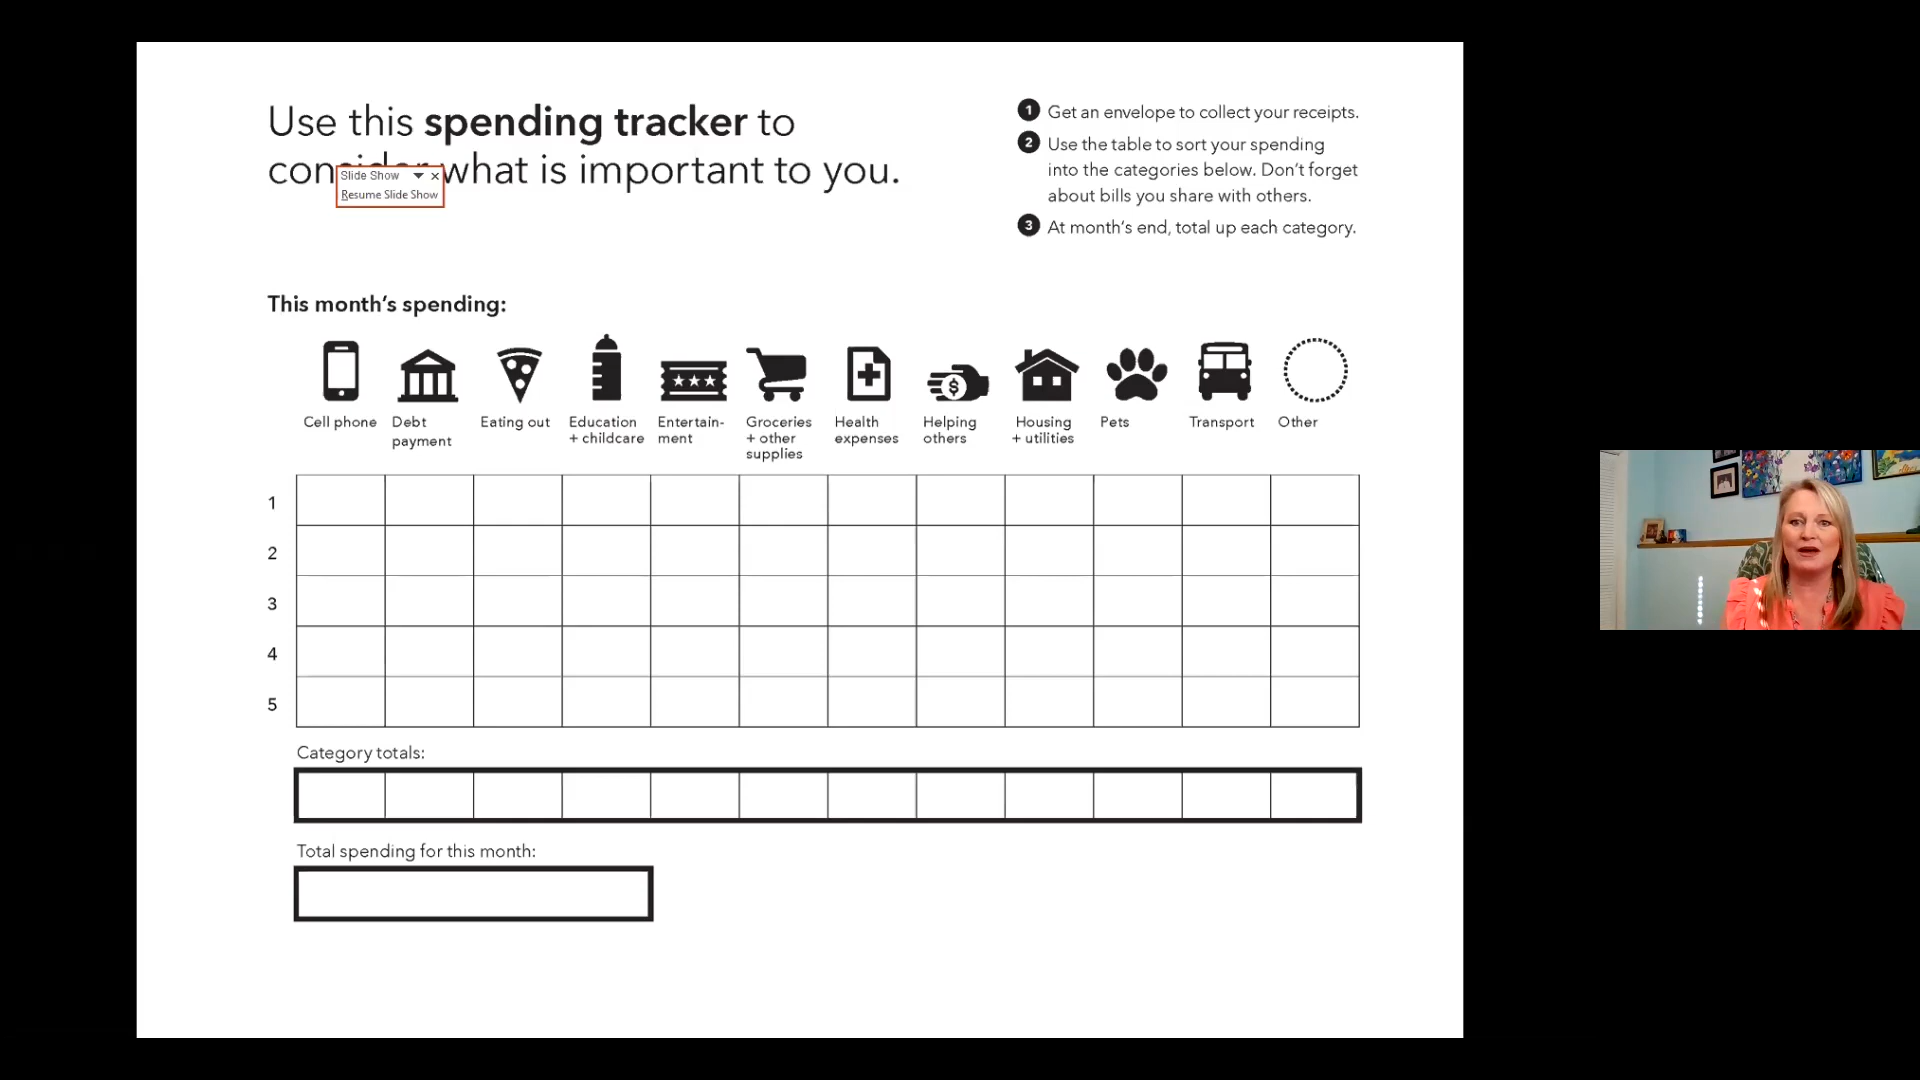 Use this spending tracker to
consider what is important to you.
Slide Show
Resume Slide Show
1 Get an envelope to collect your receipts.
2 Use the table to sort your spending
into the categories below. Don't forget
about bills you share with others.
3 At month's end, total up each category.
This month's spending:
Cell phone
Debt
payment
Eating out
Education
+ childcare
Entertain-
ment
Groceries
+ other
supplies
Health
expenses
$
Helping
others
Housing
+ utilities
Pets
Transport
Other
1
2
3
4
5
Category totals:
Total spending for this month: